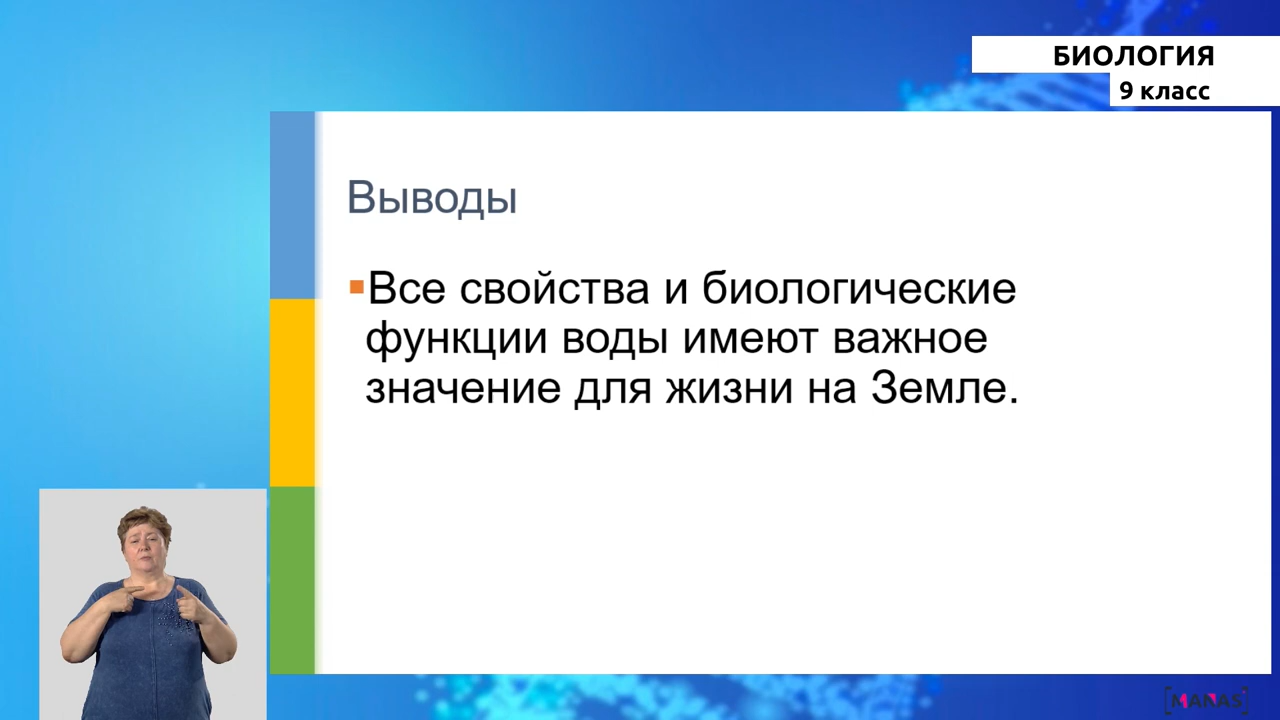 БИОЛОГИЯ
9 класс
Выводы
Все свойства и биологические
функции воды имеют важное
значение для жизни на Земле.
[MANAS]